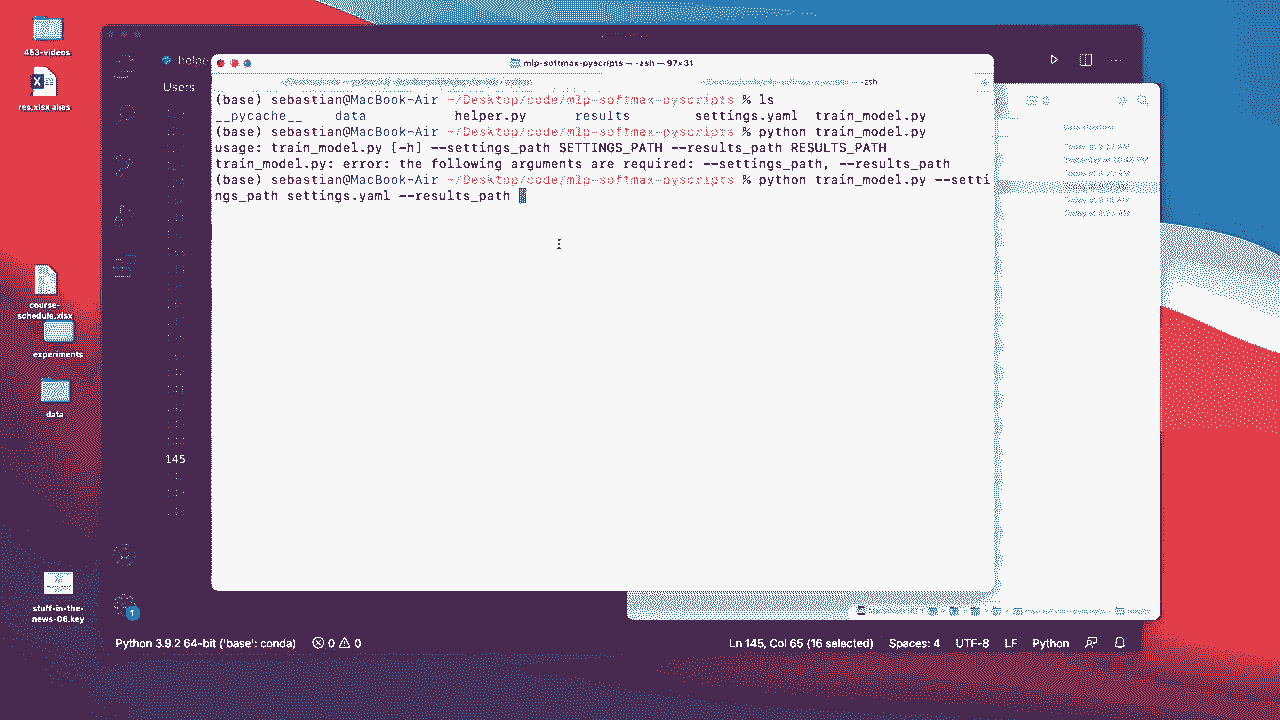 453-videos
res.xlsx alias
course-
schedule.xlsx
experiments
data
stuff-in-the-
news-06.key
helpe
Users
145
mlp-softmax-pyscripts — -zsh — 97×31
-zsh
(base) sebastian@MacBook-Air ~/Desktop/code/mlp-softmax-pyscripts % ls
__pycache__ data helper.py results settings.yaml train_model.py
(base) sebastian@MacBook-Air ~/Desktop/code/mlp-softmax-pyscripts % python train_model.py
usage: train_model.py [-h] --settings_path SETTINGS_PATH --results_path RESULTS_PATH
train_model.py: error: the following arguments are required: --settings_path, --results_path
(base) sebastian@MacBook-Air ~/Desktop/code/mlp-softmax-pyscripts % python train_model.py --setti
ngs_path settings.yaml --results_path
1
Python 3.9.2 64-bit ('base': conda) 0 0 Ln 145, Col 65 (16 selected) Spaces: 4 UTF-8 LF Python